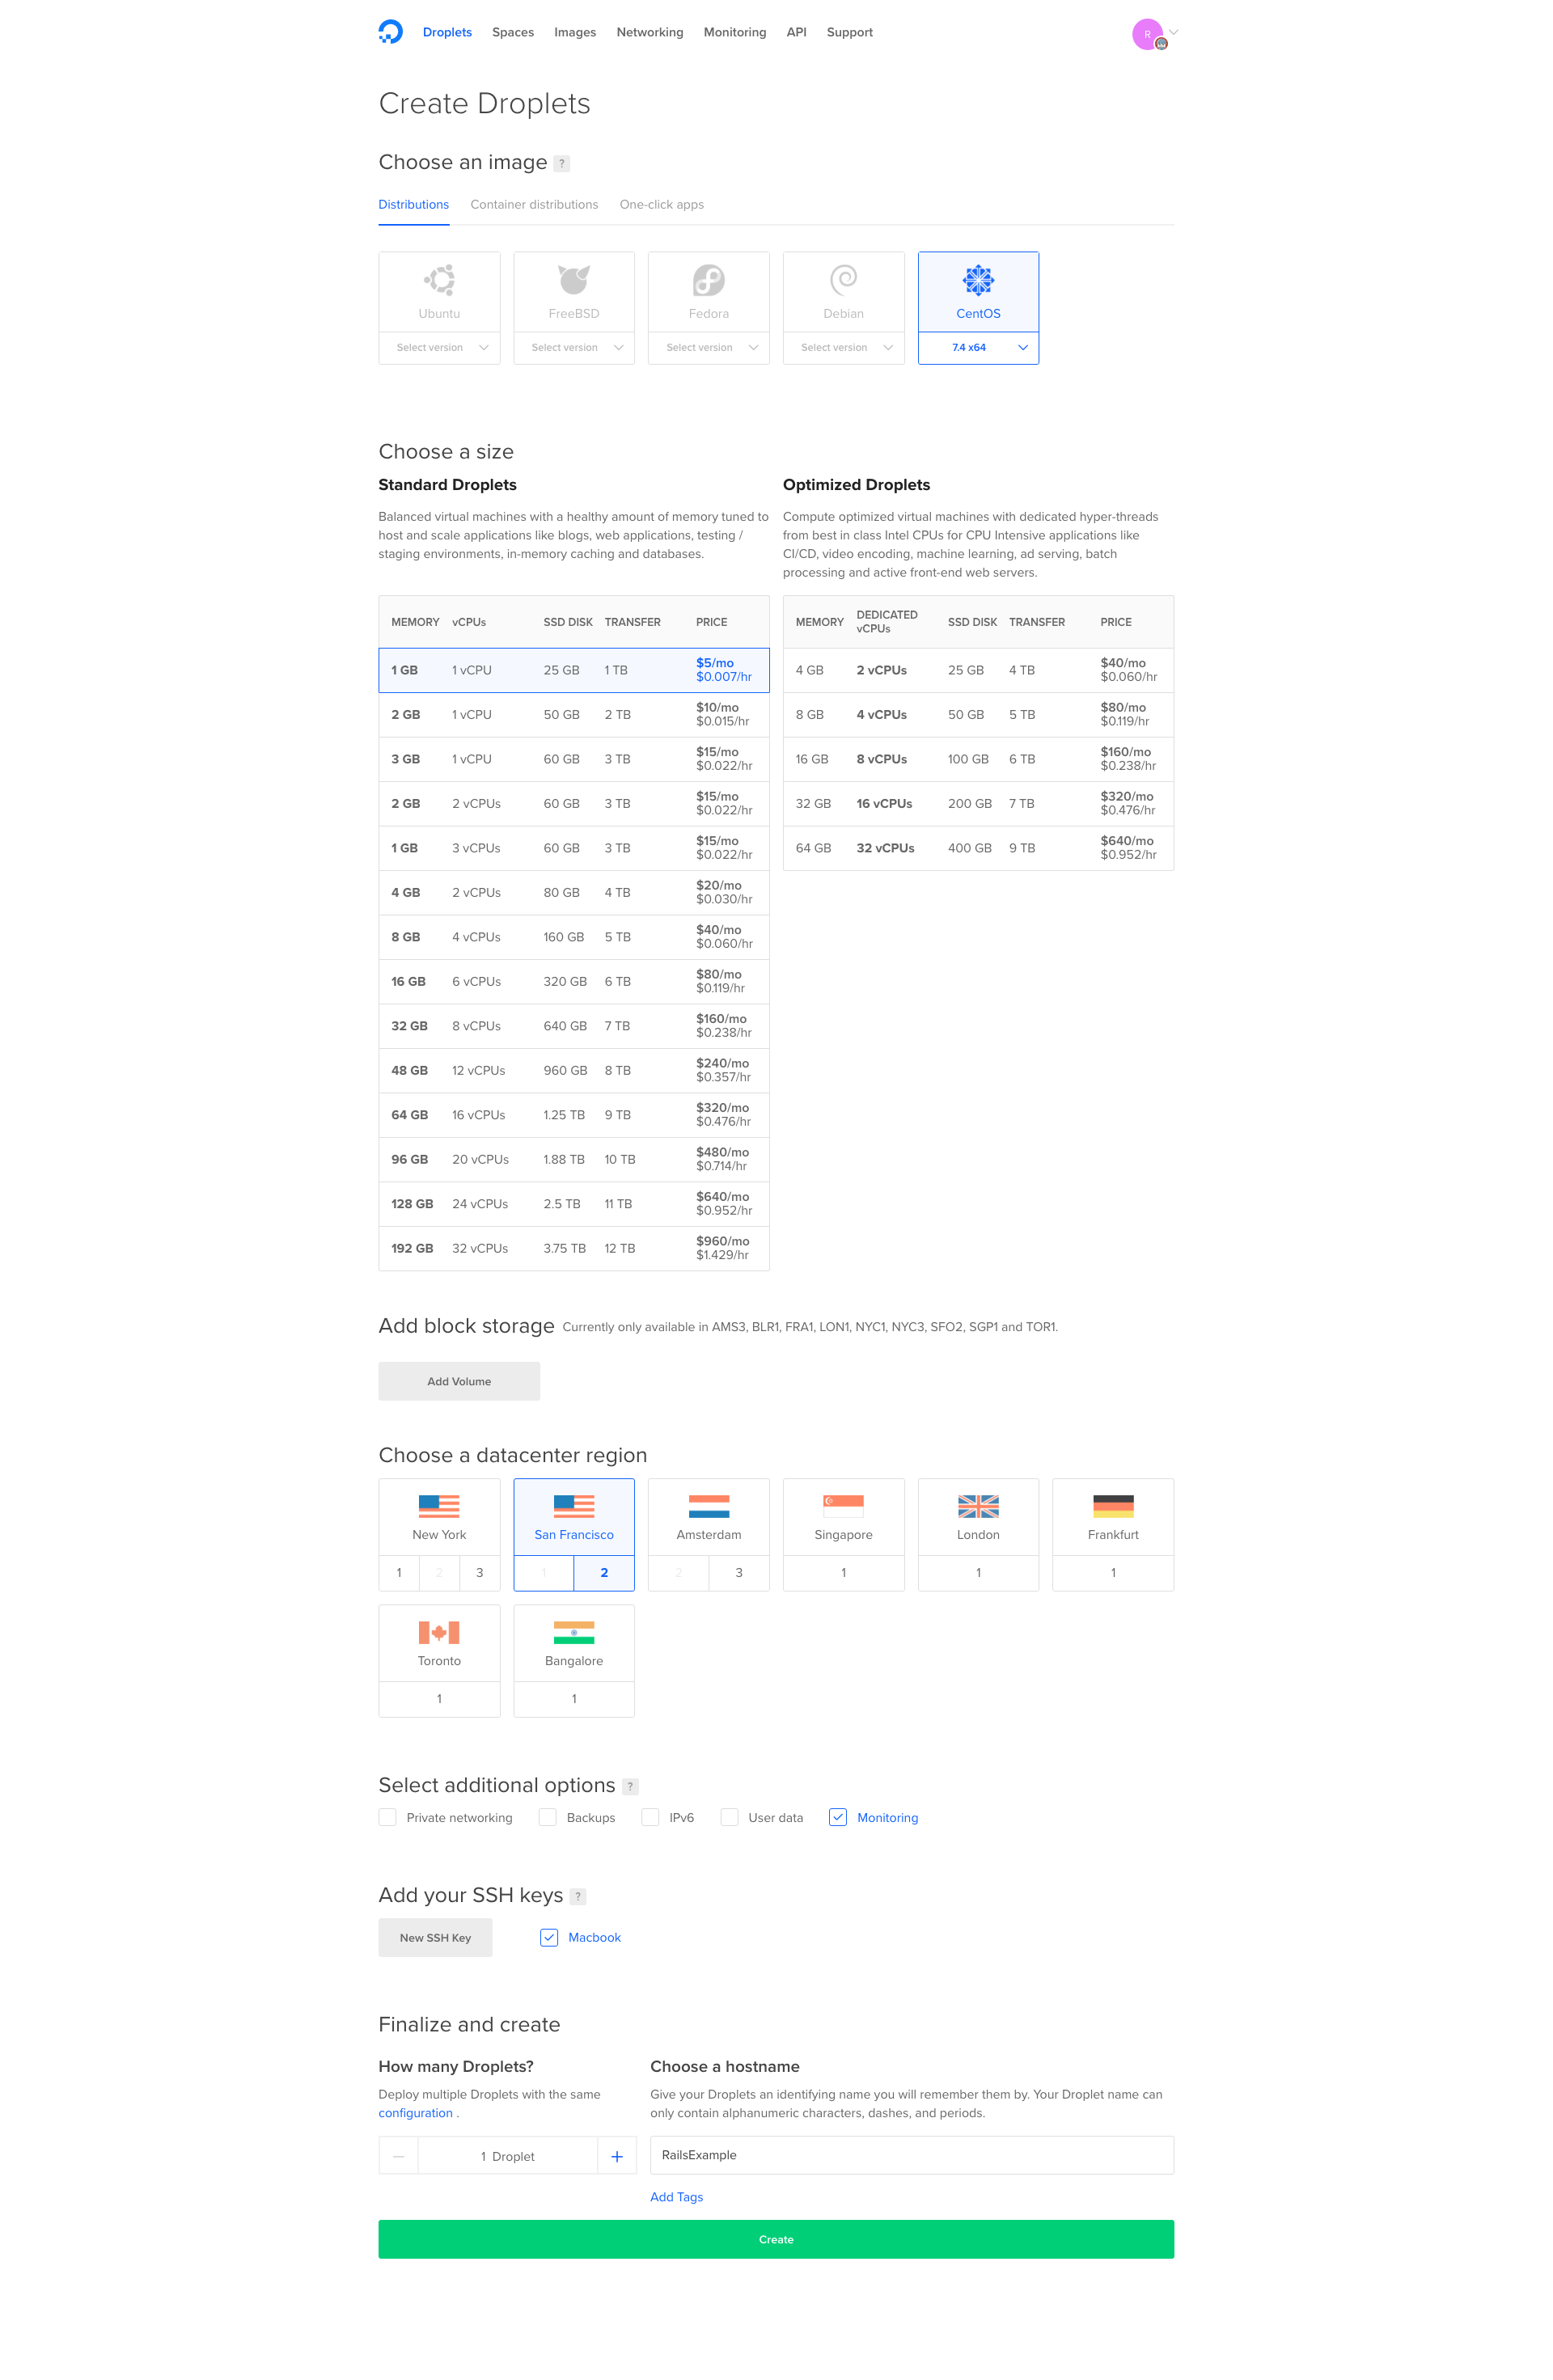 Droplets Spaces Images Networking Monitoring API Support
R
Create Droplets
Choose an image ?
Distributions Container distributions One-click apps
Ubuntu FreeBSD Fedora Debian CentOS
Select version Select version Select version Select version 7.4 x64
Choose a size
Standard Droplets
Balanced virtual machines with a healthy amount of memory tuned to
host and scale applications like blogs, web applications, testing /
staging environments, in-memory caching and databases.
MEMORY vCPUs SSD DISK TRANSFER PRICE
1 GB 1 vCPU 25 GB 1 TB $5/mo
$0.007/hr
2 GB 1 vCPU 50 GB 2 TB $10/mo
$0.015/hr
3 GB 1 vCPU 60 GB 3 TB $15/mo
$0.022/hr
2 GB 2 vCPUs 60 GB 3 TB $15/mo
$0.022/hr
1 GB 3 vCPUs 60 GB 3 TB $15/mo
$0.022/hr
4 GB 2 vCPUs 80 GB 4 TB $20/mo
$0.030/hr
8 GB 4 vCPUs 160 GB 5 TB $40/mo
$0.060/hr
16 GB 6 vCPUs 320 GB 6 TB $80/mo
$0.119/hr
32 GB 8 vCPUs 640 GB 7 TB $160/mo
$0.238/hr
48 GB 12 vCPUs 960 GB 8 TB $240/mo
$0.357/hr
64 GB 16 vCPUs 1.25 TB 9 TB $320/mo
$0.476/hr
96 GB 20 vCPUs 1.88 TB 10 TB $480/mo
$0.714/hr
128 GB 24 vCPUs 2.5 TB 11 TB $640/mo
$0.952/hr
192 GB 32 vCPUs 3.75 TB 12 TB $960/mo
$1.429/hr
Optimized Droplets
Compute optimized virtual machines with dedicated hyper-threads
from best in class Intel CPUs for CPU Intensive applications like
CI/CD, video encoding, machine learning, ad serving, batch
processing and active front-end web servers.
MEMORY DEDICATED vCPUs SSD DISK TRANSFER PRICE
4 GB 2 vCPUs 25 GB 4 TB $40/mo
$0.060/hr
8 GB 4 vCPUs 50 GB 5 TB $80/mo
$0.119/hr
16 GB 8 vCPUs 100 GB 6 TB $160/mo
$0.238/hr
32 GB 16 vCPUs 200 GB 7 TB $320/mo
$0.476/hr
64 GB 32 vCPUs 400 GB 9 TB $640/mo
$0.952/hr
Add block storage Currently only available in AMS3, BLR1, FRA1, LON1, NYC1, NYC3, SFO2, SGP1 and TOR1.
Add Volume
Choose a datacenter region
New York San Francisco Amsterdam Singapore London Frankfurt
1 2 3 1 2 2 3 1 1 1
Toronto Bangalore
1 1
Select additional options ?
Private networking Backups IPv6 User data Monitoring
Add your SSH keys ?
New SSH Key Macbook
Finalize and create
How many Droplets?
Deploy multiple Droplets with the same
configuration .
1 Droplet
Choose a hostname
Give your Droplets an identifying name you will remember them by. Your Droplet name can
only contain alphanumeric characters, dashes, and periods.
RailsExample
Add Tags
Create